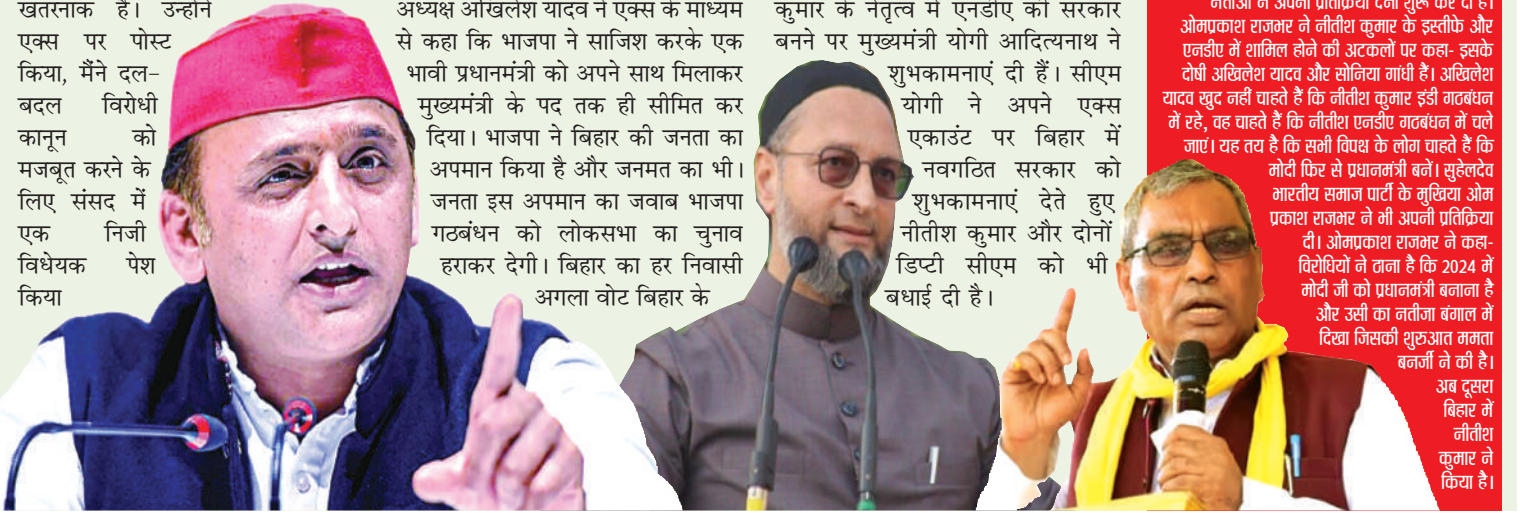 खतरनाक है। उन्होंने
एक्स पर पोस्ट
किया, मैंने दल-
बदल विरोधी
कानून को
मजबूत करने के
लिए संसद में
एक निजी
विधेयक पेश
किया
अध्यक्ष अखिलेश यादव ने एक्स के माध्यम
से कहा कि भाजपा ने साजिश करके एक
भावी प्रधानमंत्री को अपने साथ मिलाकर
मुख्यमंत्री के पद तक ही सीमित कर
दिया। भाजपा ने बिहार की जनता का
अपमान किया है और जनमत का भी।
जनता इस अपमान का जवाब भाजपा
गठबंधन को लोकसभा का चुनाव
हराकर देगी। बिहार का हर निवासी
अगला वोट बिहार के
कुमार के नेतृत्व में एनडीए की सरकार
बनने पर मुख्यमंत्री योगी आदित्यनाथ ने
शुभकामनाएं दी हैं। सीएम
योगी ने अपने एक्स
एकाउंट पर बिहार में
नवगठित सरकार को
शुभकामनाएं देते हुए
नीतीश कुमार और दोनों
डिप्टी सीएम को भी
बधाई दी है।
नेताओं ने अपनी प्रतिक्रिया देनी शुरू कर दी है।
ओमप्रकाश राजभर ने नीतीश कुमार के इस्तीफे और
एनडीए में शामिल होने की अटकलों पर कहा- इसके
दोषी अखिलेश यादव और सोनिया गांधी हैं। अखिलेश
यादव खुद नहीं चाहते हैं कि नीतीश कुमार इंडी गठबंधन
में रहे, वह चाहते हैं कि नीतीश एनडीए गठबंधन में चले
जाएं। यह तय है कि सभी विपक्ष के लोग चाहते हैं कि
मोदी फिर से प्रधानमंत्री बनें। सुहेलदेव
भारतीय समाज पार्टी के मुखिया ओम
प्रकाश राजभर ने भी अपनी प्रतिक्रिया
दी। ओमप्रकाश राजभर ने कहा-
विरोधियों ने ठाना है कि 2024 में
मोदी जी को प्रधानमंत्री बनाना है
और उसी का नतीजा बंगाल में
दिखा जिसकी शुरुआत ममता
बनर्जी ने की है।
अब दूसरा
बिहार में
नीतीश
कुमार ने
किया है।